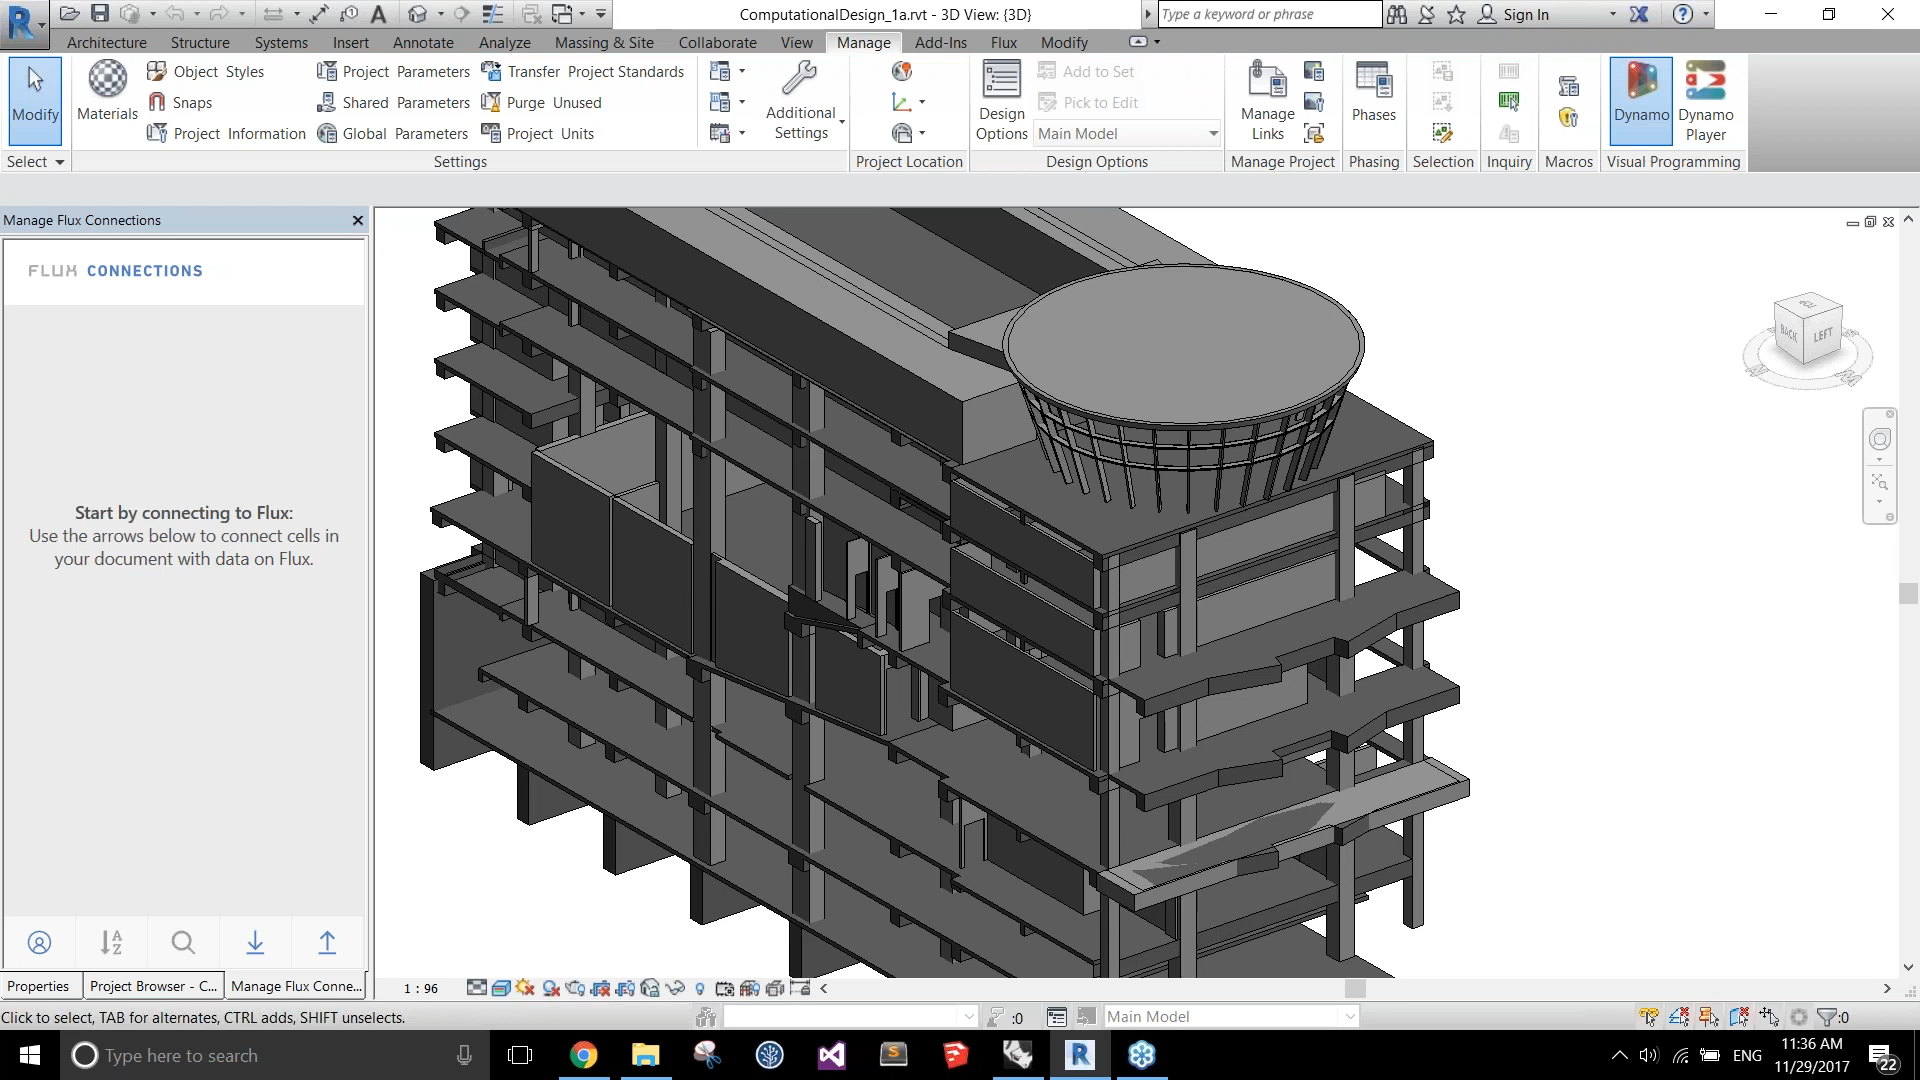 ComputationalDesign_1a.rvt - 3D View: {3D}
Type a keyword or phrase
Sign In
Architecture Structure Systems Insert Annotate Analyze Massing & Site Collaborate View Manage Add-Ins Flux Modify
Modify
Select
Materials
Object Styles
Snaps
Project Information
Project Parameters
Shared Parameters
Global Parameters
Transfer Project Standards
Purge Unused
Project Units
Additional
Settings
Settings
Project Location
Design
Options
Add to Set
Pick to Edit
Main Model
Design Options
Manage
Links
Manage Project
Phases
Phasing
Selection
Inquiry
Macros
Dynamo
Dynamo
Player
Visual Programming
Manage Flux Connections
FLUX CONNECTIONS
Start by connecting to Flux:
Use the arrows below to connect cells in
your document with data on Flux.
BACK
LEFT
Properties
Project Browser - C...
Manage Flux Conne...
1 : 96
Click to select, TAB for alternates, CTRL adds, SHIFT unselects.
:0
Main Model
:0
Type here to search
ENG
11:36 AM
11/29/2017
22